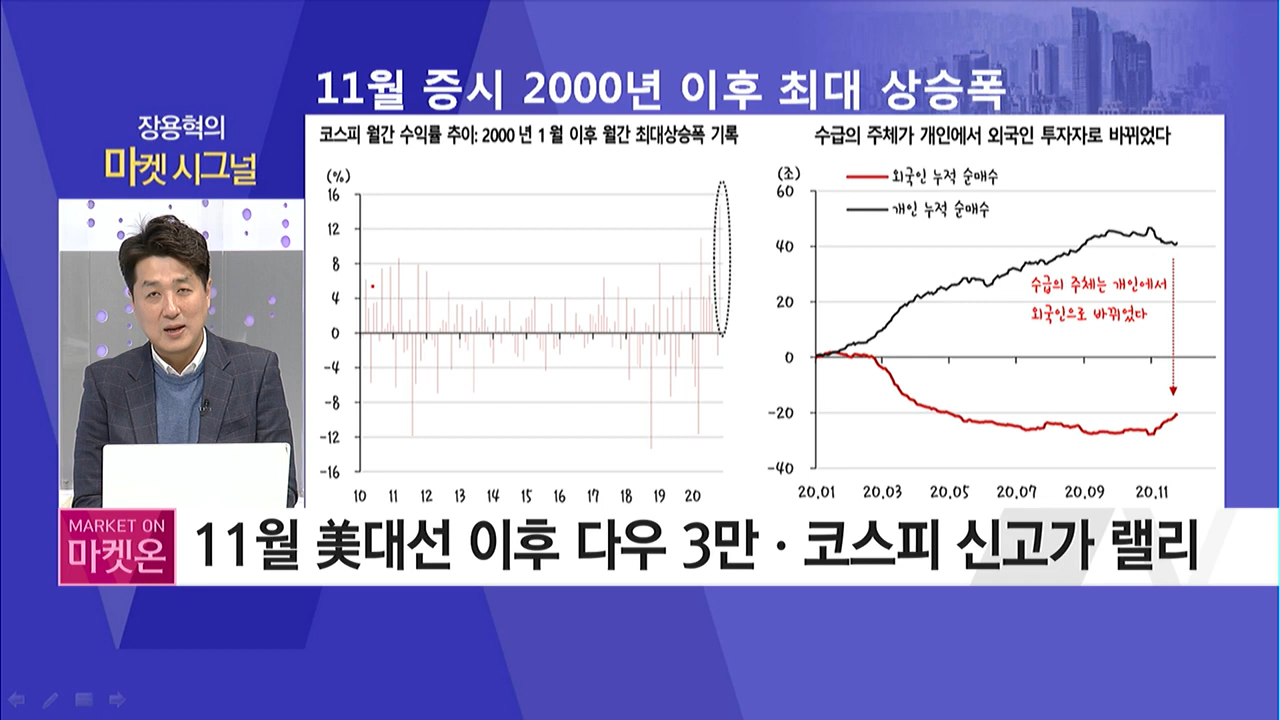 11월 증시 2000년 이후 최대 상승폭
장용혁의
마켓 시그널
코스피 월간 수익률 추이: 2000 년 1 월 이후 월간 최대상승폭 기록
(%)
16
12
8
4
0
-4
-8
-12
-16
10 11 12 13 14 15 16 17 18 19 20
수급의 주체가 개인에서 외국인 투자자로 바뀌었다
(조)
외국인 누적 순매수
개인 누적 순매수
60
40
20
0
-20
-40
수급의 주체는 개인에서
외국인으로 바뀌었다
20.01 20.03 20.05 20.07 20.09 20.11
MARKET ON
마켓온
11월 美대선 이후 다우 3만 · 코스피 신고가 랠리